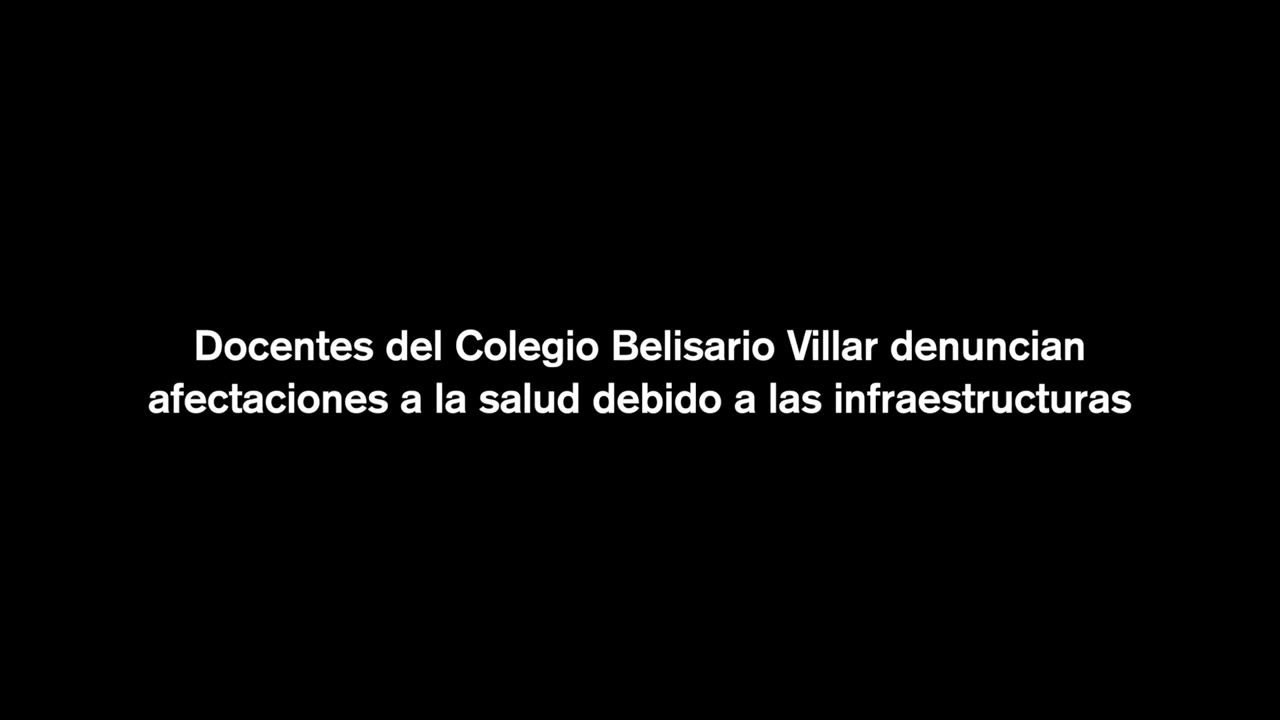 Docentes del Colegio Belisario Villar denuncian
afectaciones a la salud debido a las infraestructuras